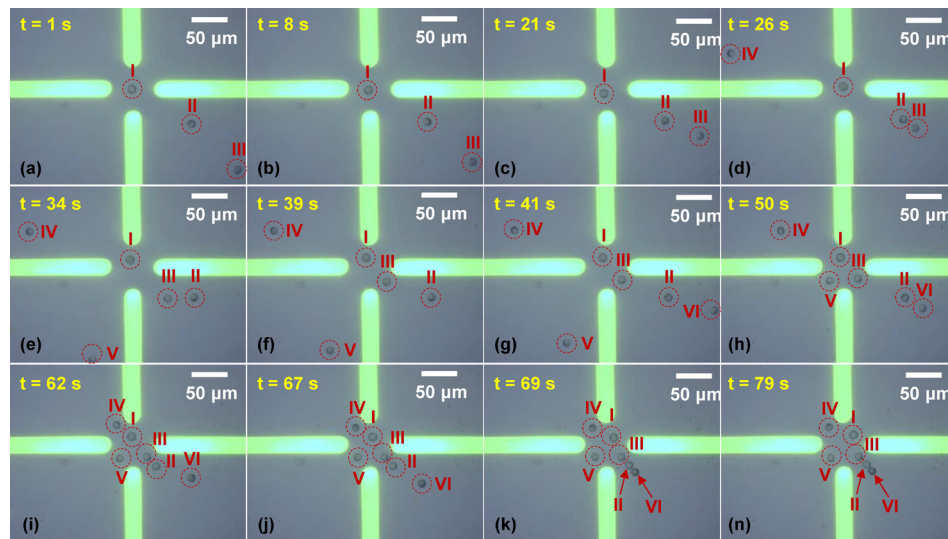 t = 1 s
50 µm
I
II
III
(a)
t = 8 s
50 µm
I
II
III
(b)
t = 21 s
50 µm
I
II
III
(c)
t = 26 s
50 µm
IV
I
II
III
(d)
t = 34 s
50 µm
IV
I
III
II
V
(e)
t = 39 s
50 µm
IV
I
III
II
V
(f)
t = 41 s
50 µm
IV
I
III
II
VI
V
(g)
t = 50 s
50 µm
IV
I
III
II
VI
V
(h)
t = 62 s
50 µm
IV
I
III
II
VI
V
(i)
t = 67 s
50 µm
IV
I
III
II
V
VI
(j)
t = 69 s
50 µm
IV
I
III
V
II
VI
(k)
t = 79 s
50 µm
IV
I
III
V
II
VI
(n)